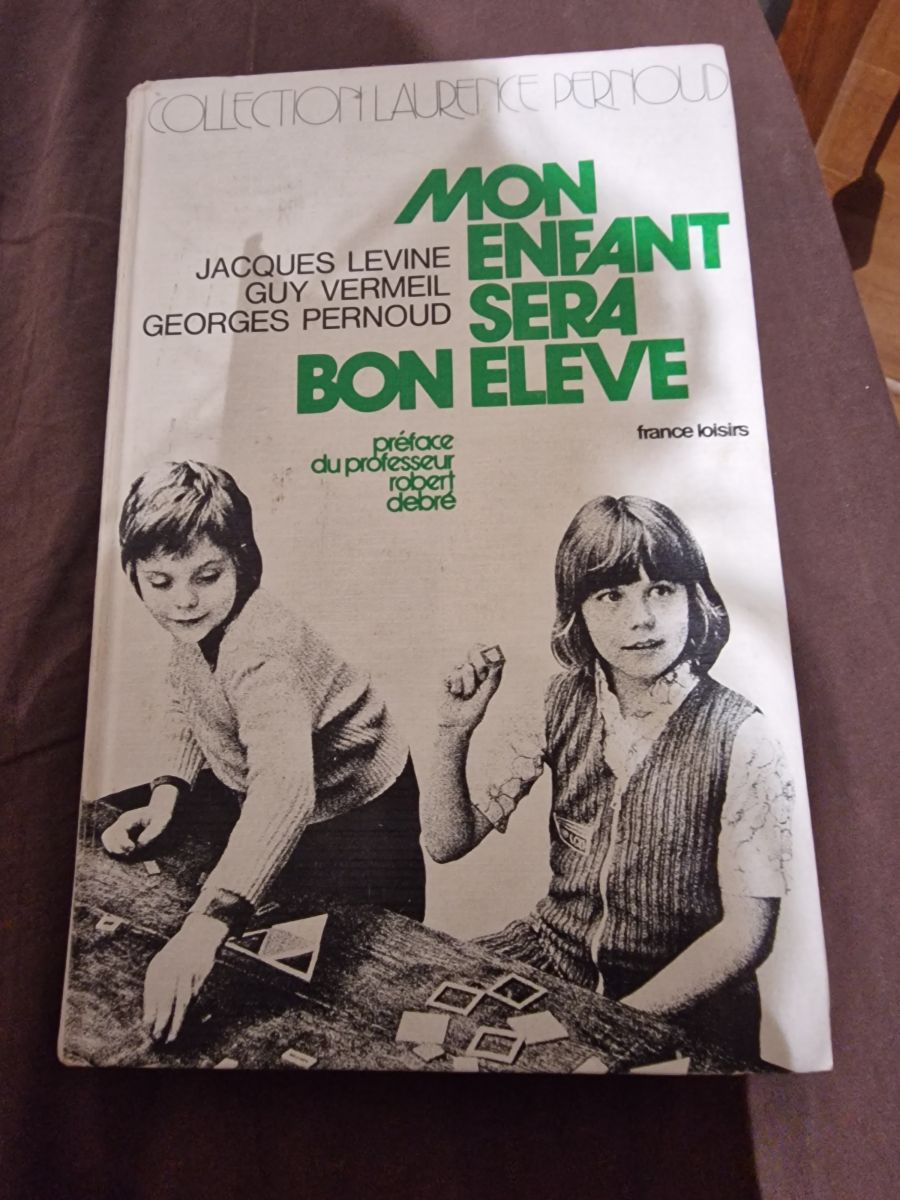 COLLECTION LAURENCE PERNOUD
MON
ENFANT
SERA
BON ELEVE
JACQUES LEVINE
GUY VERMEIL
GEORGES PERNOUD
france loisirs
préface
du professeur
robert
debré